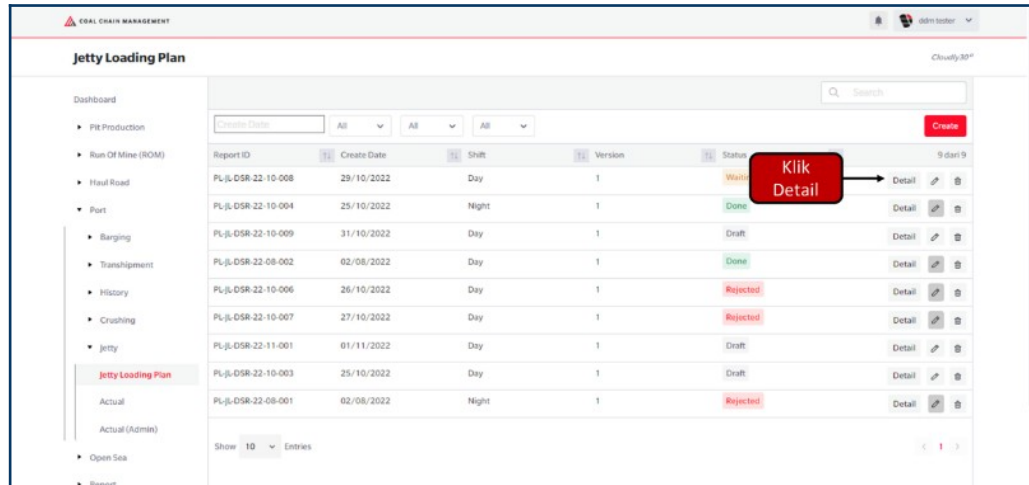 COAL CHAIN MANAGEMENT
ddm tester
Jetty Loading Plan
Cloudly30°
Dashboard
Search
Pit Production
Create Date
All
All
All
Create
Run Of Mine (ROM)
Report ID Create Date Shift Version Status 9 dari 9
Haul Road
PL-JL-DSR-22-10-008 29/10/2022 Day 1 Detail
Klik
Detail
Port
PL-JL-DSR-22-10-004 25/10/2022 Night 1 Done Detail
Barging
PL-JL-DSR-22-10-009 31/10/2022 Day 1 Draft Detail
Transhipment
PL-JL-DSR-22-08-002 02/08/2022 Day 1 Done Detail
History
PL-JL-DSR-22-10-006 26/10/2022 Day 1 Rejected Detail
Crushing
PL-JL-DSR-22-10-007 27/10/2022 Day 1 Rejected Detail
Jetty
PL-JL-DSR-22-11-001 01/11/2022 Day 1 Draft Detail
Jetty Loading Plan
PL-JL-DSR-22-10-003 25/10/2022 Day 1 Draft Detail
Actual
PL-JL-DSR-22-08-001 02/08/2022 Night 1 Rejected Detail
Actual (Admin)
Show 10 Entries
1
Open Sea
Report